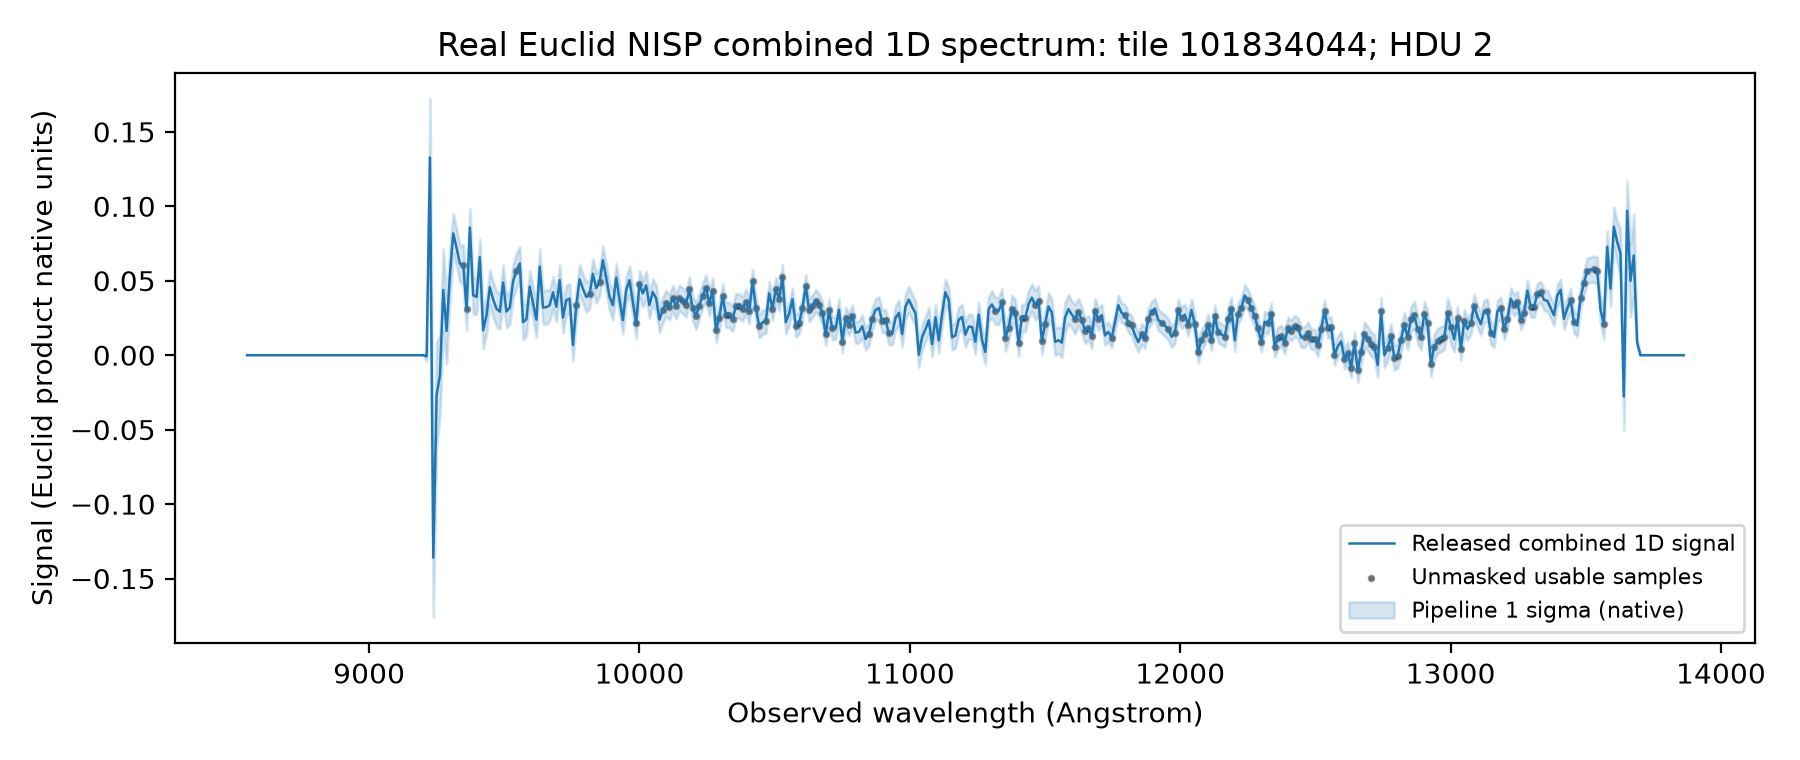 Real Euclid NISP combined 1D spectrum: tile 101834044; HDU 2
Signal (Euclid product native units)
0.15
0.10
0.05
0.00
−0.05
−0.10
−0.15
Released combined 1D signal
Unmasked usable samples
Pipeline 1 sigma (native)
9000 10000 11000 12000 13000 14000
Observed wavelength (Angstrom)